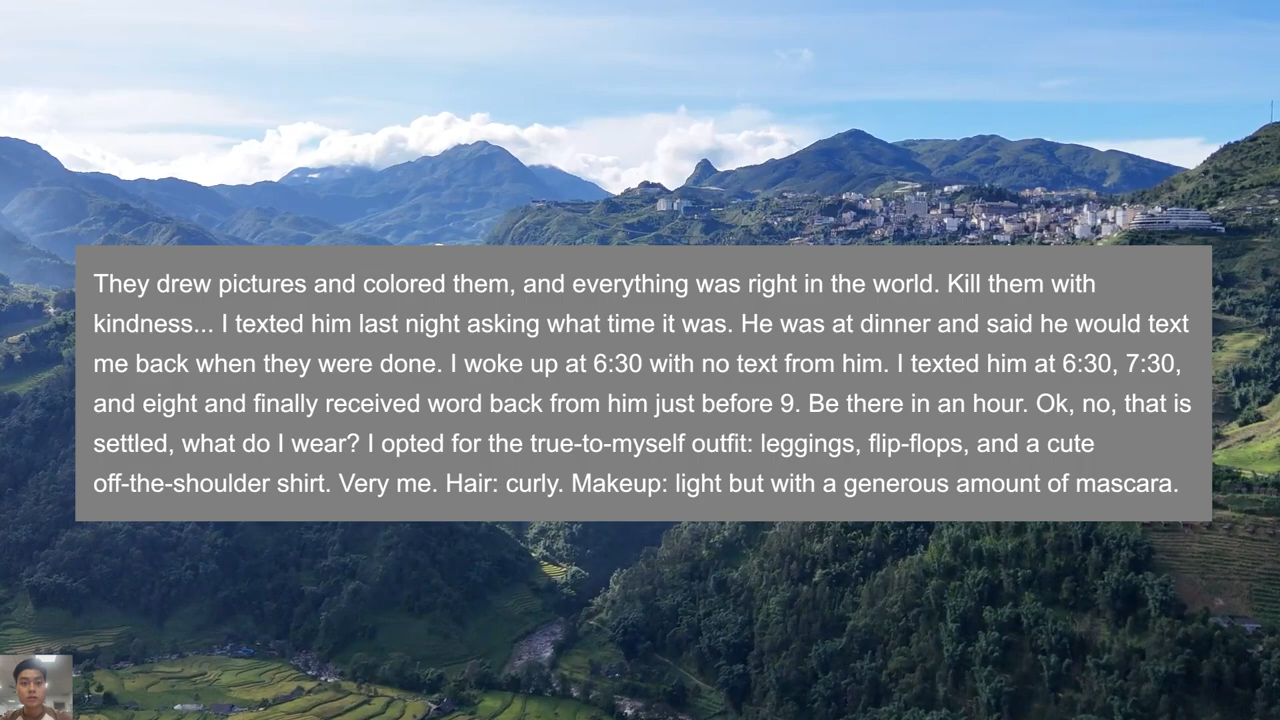 They drew pictures and colored them, and everything was right in the world. Kill them with
kindness... I texted him last night asking what time it was. He was at dinner and said he would text
me back when they were done. I woke up at 6:30 with no text from him. I texted him at 6:30, 7:30,
and eight and finally received word back from him just before 9. Be there in an hour. Ok, no, that is
settled, what do I wear? I opted for the true-to-myself outfit: leggings, flip-flops, and a cute
off-the-shoulder shirt. Very me. Hair: curly. Makeup: light but with a generous amount of mascara.